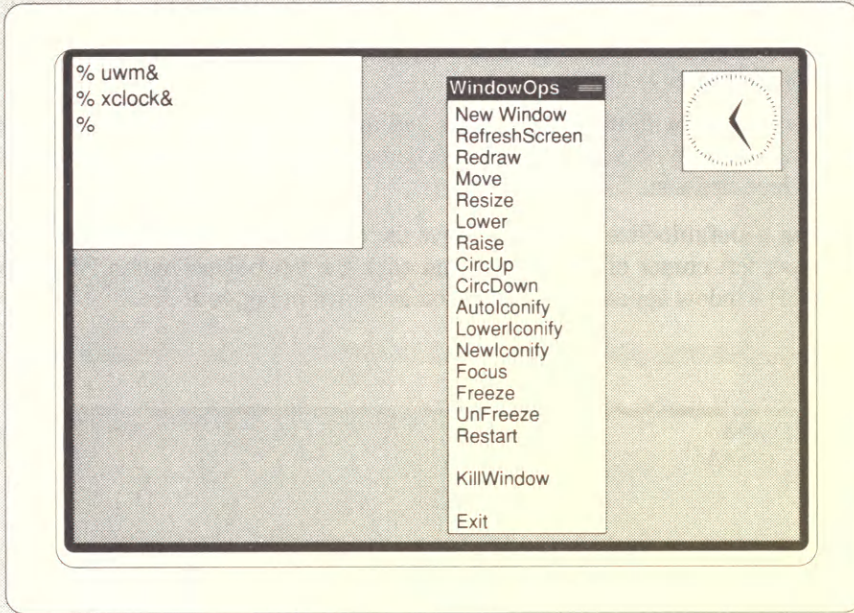 % uwm&
% xclock&
%
WindowOps
New Window
RefreshScreen
Redraw
Move
Resize
Lower
Raise
CircUp
CircDown
AutoIconify
LowerIconify
NewIconify
Focus
Freeze
UnFreeze
Restart
KillWindow
Exit